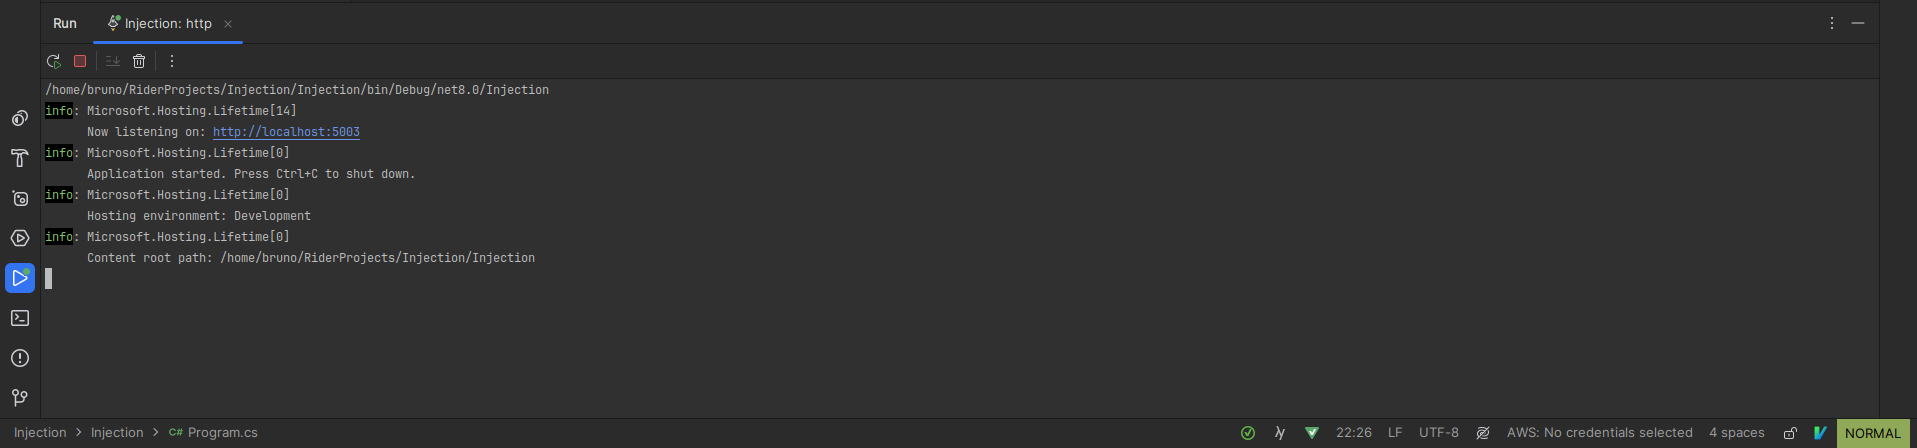 Run Injection: http
/home/bruno/RiderProjects/Injection/Injection/bin/Debug/net8.0/Injection
info: Microsoft.Hosting.Lifetime[14]
Now listening on: http://localhost:5003
info: Microsoft.Hosting.Lifetime[0]
Application started. Press Ctrl+C to shut down.
info: Microsoft.Hosting.Lifetime[0]
Hosting environment: Development
info: Microsoft.Hosting.Lifetime[0]
Content root path: /home/bruno/RiderProjects/Injection/Injection
Injection > Injection > C# Program.cs 22:26 LF UTF-8 AWS: No credentials selected 4 spaces NORMAL